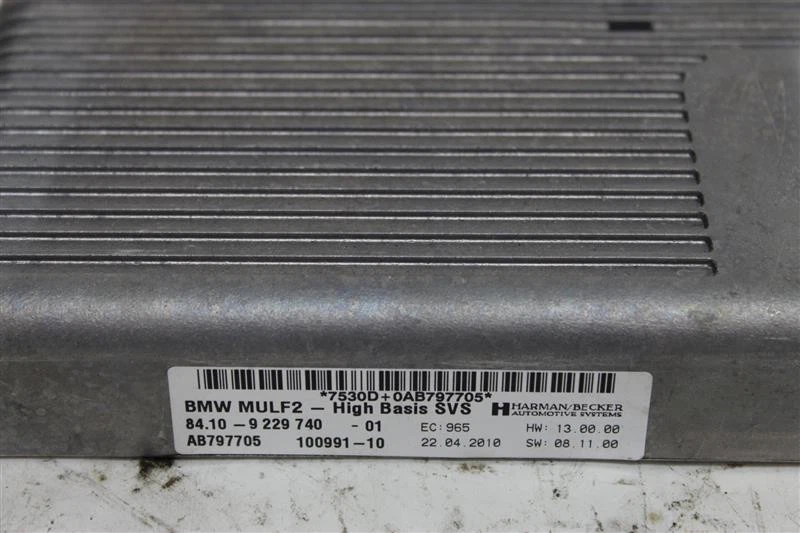 *7530D+0AB797705*
BMW MULF2 – High Basis SVS HARMAN/BECKER
AUTOMOTIVE SYSTEMS
84.10 - 9 229 740 - 01 EC: 965 HW: 13.00.00
AB797705 100991-10 22.04.2010 SW: 08.11.00